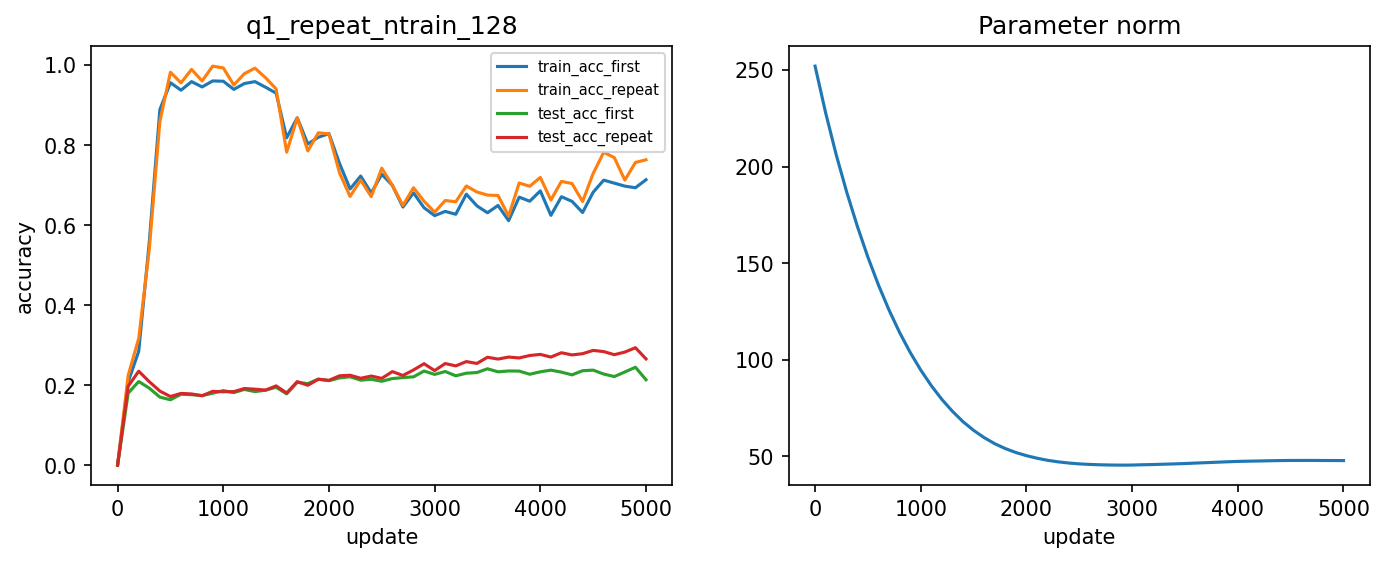 q1_repeat_ntrain_128
train_acc_first
train_acc_repeat
test_acc_first
test_acc_repeat
1.0
0.8
0.6
0.4
0.2
0.0
accuracy
0 1000 2000 3000 4000 5000
update
Parameter norm
250
200
150
100
50
0 1000 2000 3000 4000 5000
update